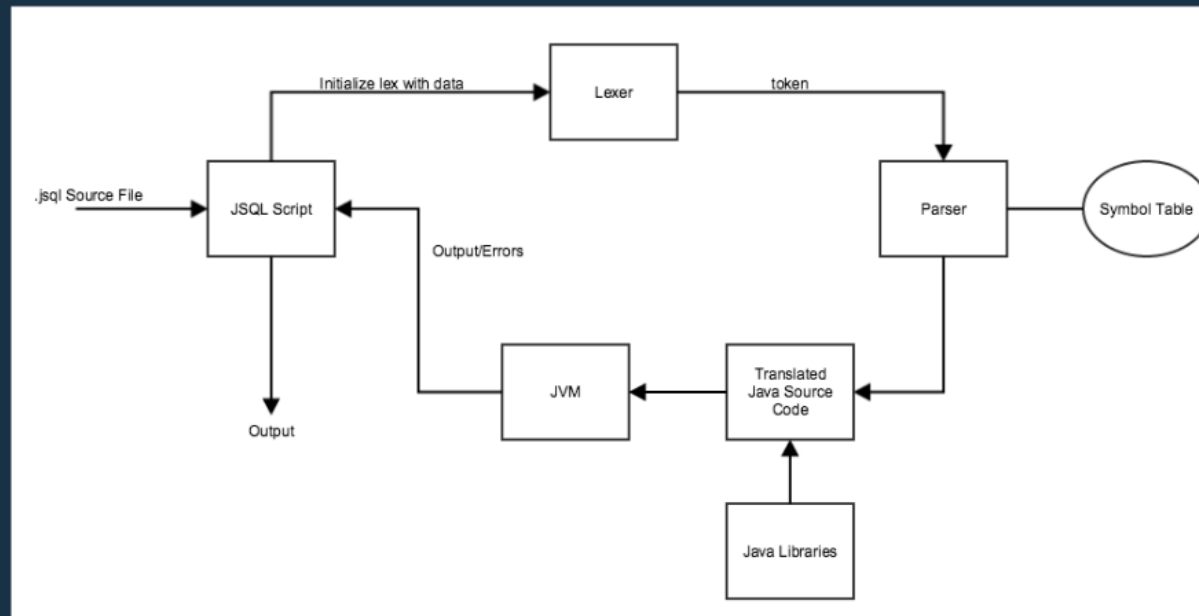 Initialize lex with data
Lexer
token
.jsql Source File
JSQL Script
Parser
Symbol Table
Output/Errors
JVM
Translated
Java Source
Code
Output
Java Libraries